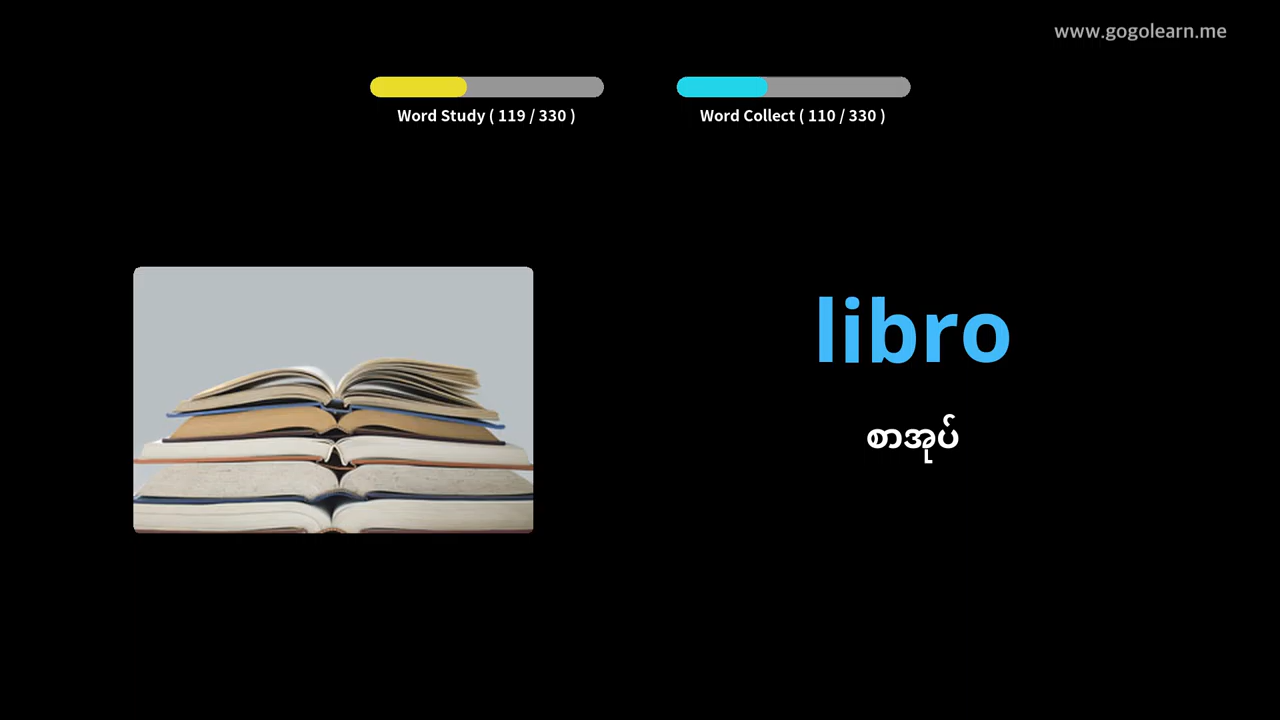 www.gogolearn.me
Word Study ( 119 / 330 )
Word Collect ( 110 / 330 )
libro
စာအုပ်